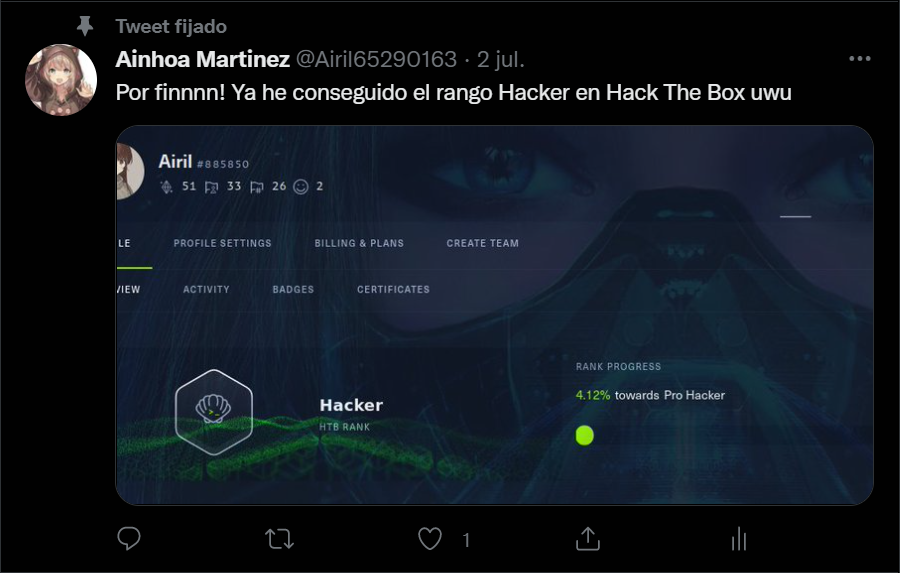 Tweet fijado
Ainhoa Martinez @Airil65290163 · 2 jul.
Por finnnn! Ya he conseguido el rango Hacker en Hack The Box uwu
Airil #885850
51 33 26 2
LE PROFILE SETTINGS BILLING & PLANS CREATE TEAM
VIEW ACTIVITY BADGES CERTIFICATES
RANK PROGRESS
4.12% towards Pro Hacker
Hacker
HTB RANK
1